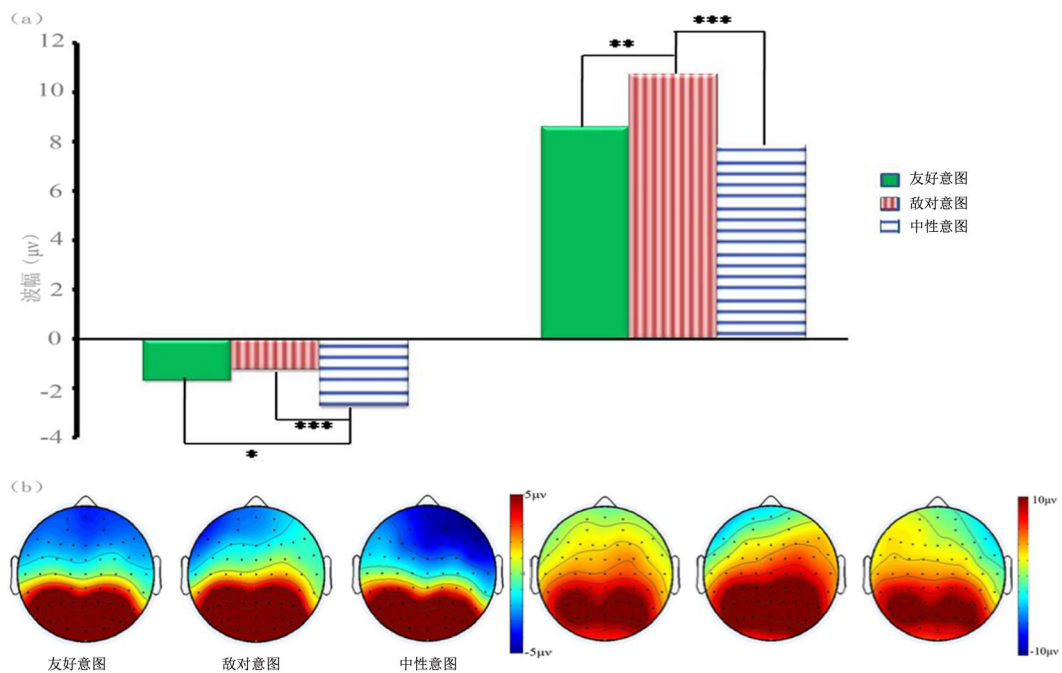 （a）
12
10
8
6
4
2
0
-2
-4
波幅（μv）
**
***
***
*
友好意图
敌对意图
中性意图
（b）
5μv
-5μv
10μv
-10μv
友好意图
敌对意图
中性意图